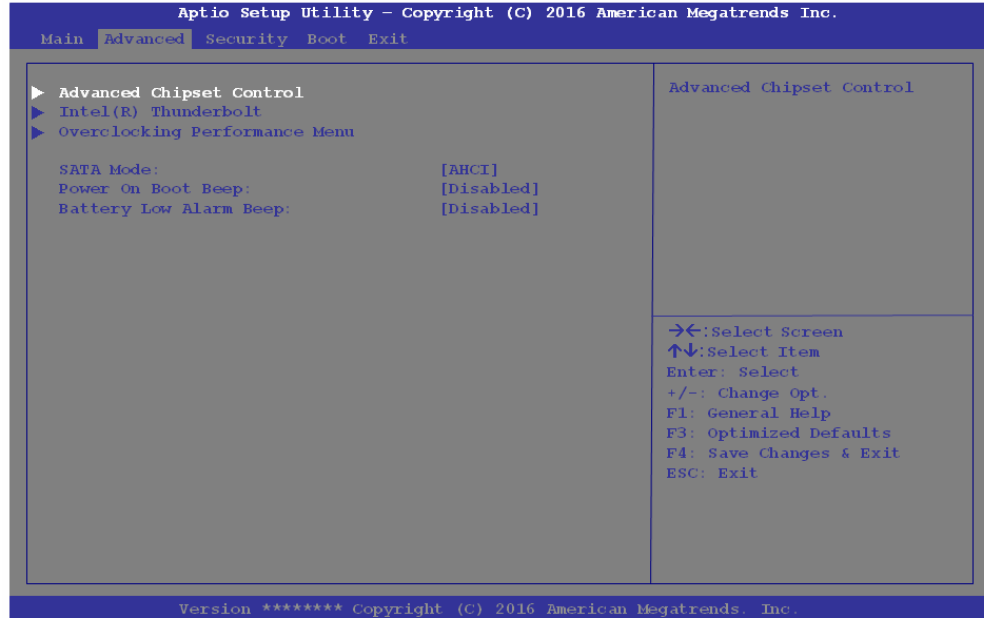 Aptio Setup Utility – Copyright (C) 2016 American Megatrends Inc.
Main Advanced Security Boot Exit
▶ Advanced Chipset Control
▶ Intel(R) Thunderbolt
▶ Overclocking Performance Menu
SATA Mode: [AHCI]
Power On Boot Beep: [Disabled]
Battery Low Alarm Beep: [Disabled]
Advanced Chipset Control
→←:Select Screen
↑↓:Select Item
Enter: Select
+/-: Change Opt.
F1: General Help
F3: Optimized Defaults
F4: Save Changes & Exit
ESC: Exit
Version ******** Copyright (C) 2016 American Megatrends. Inc.